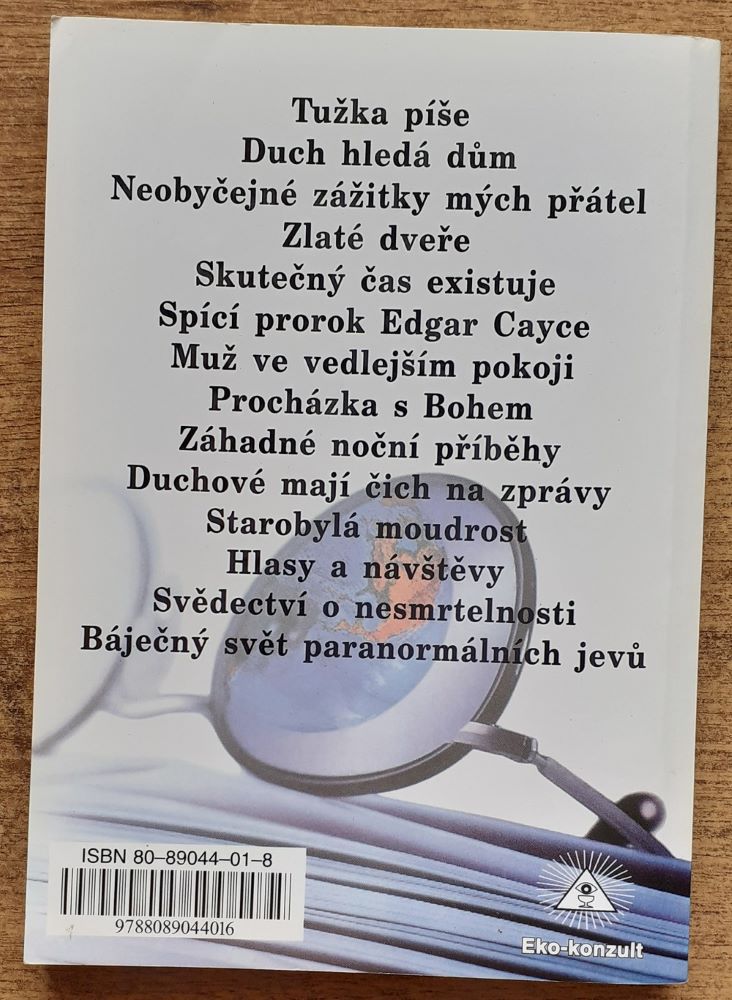 Tužka píše
Duch hledá dům
Neobyčejné zážitky mých přátel
Zlaté dveře
Skutečný čas existuje
Spící prorok Edgar Cayce
Muž ve vedlejším pokoji
Procházka s Bohem
Záhadné noční příběhy
Duchové mají čich na zprávy
Starobylá moudrost
Hlasy a návštěvy
Svědectví o nesmrtelnosti
Báječný svět paranormálních jevů
ISBN 80–89044–01–8
9788089044016
Eko-konzult